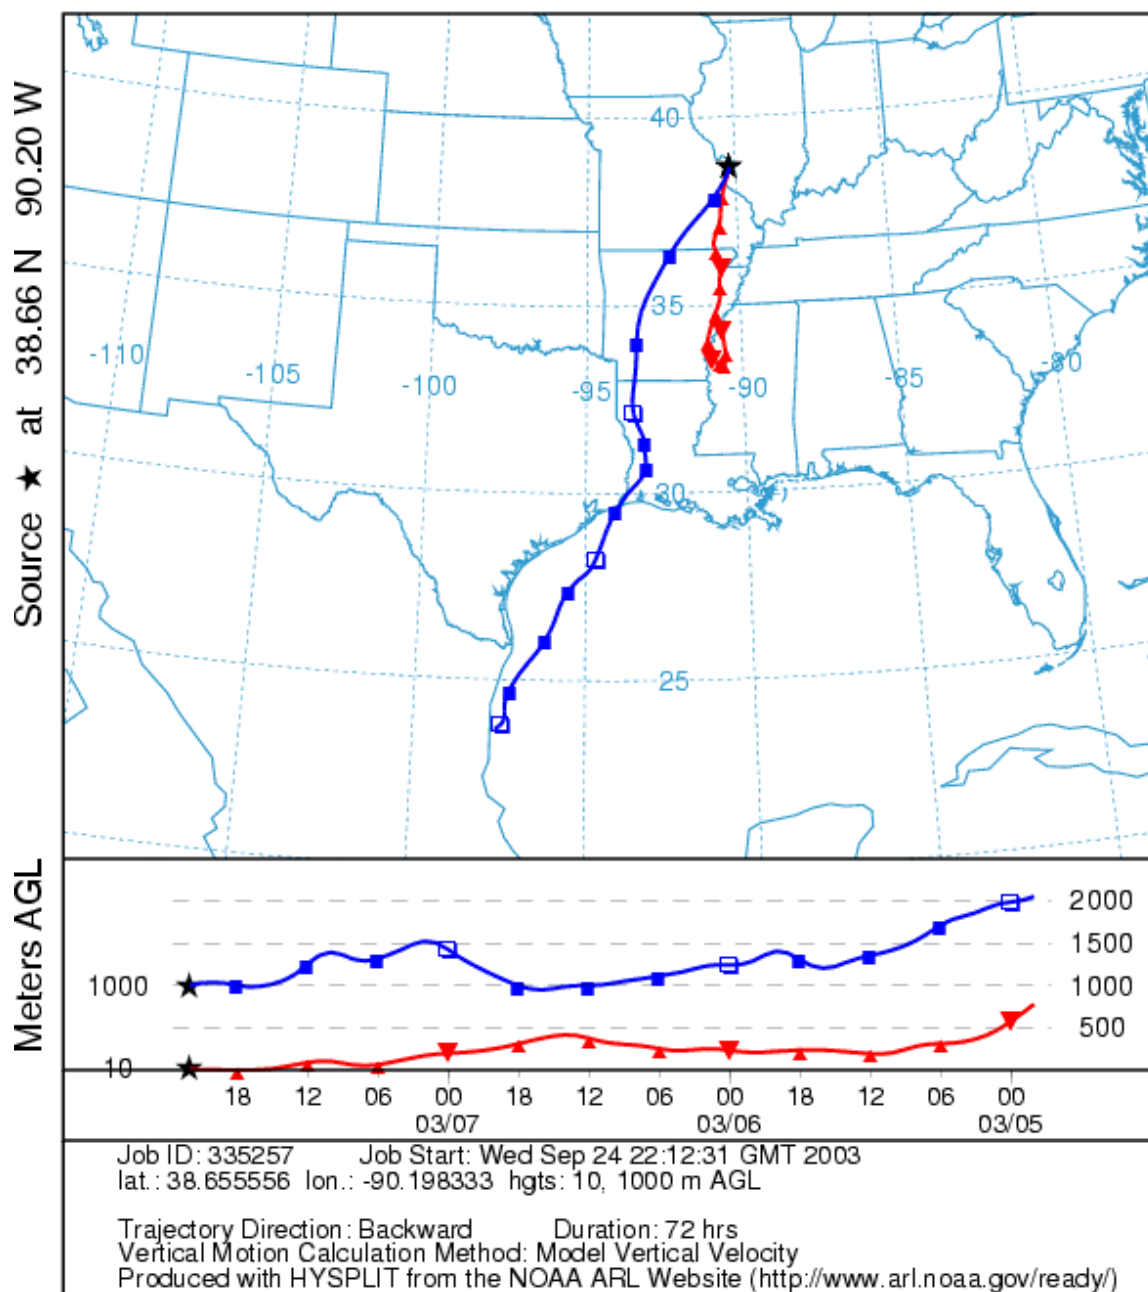 Source ★ at 38.66 N 90.20 W
40
35
-110
-105
-100
-95
-90
-85
-80
30
25
Meters AGL
2000
1500
1000
1000
500
10
18 12 06 00 18 12 06 00 18 12 06 00
03/07 03/06 03/05
Job ID: 335257 Job Start: Wed Sep 24 22:12:31 GMT 2003
lat.: 38.655556 lon.: -90.198333 hgts: 10, 1000 m AGL
Trajectory Direction: Backward Duration: 72 hrs
Vertical Motion Calculation Method: Model Vertical Velocity
Produced with HYSPLIT from the NOAA ARL Website (http://www.arl.noaa.gov/ready/)